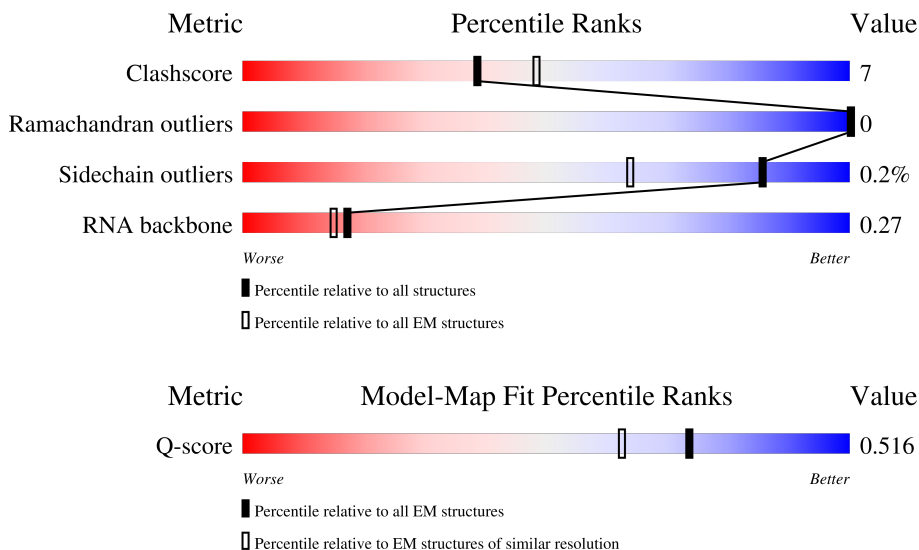 Metric Percentile Ranks Value
Clashscore 7
Ramachandran outliers 0
Sidechain outliers 0.2%
RNA backbone 0.27
Worse Better
Percentile relative to all structures
Percentile relative to all EM structures
Metric Model-Map Fit Percentile Ranks Value
Q-score 0.516
Worse Better
Percentile relative to all EM structures
Percentile relative to EM structures of similar resolution